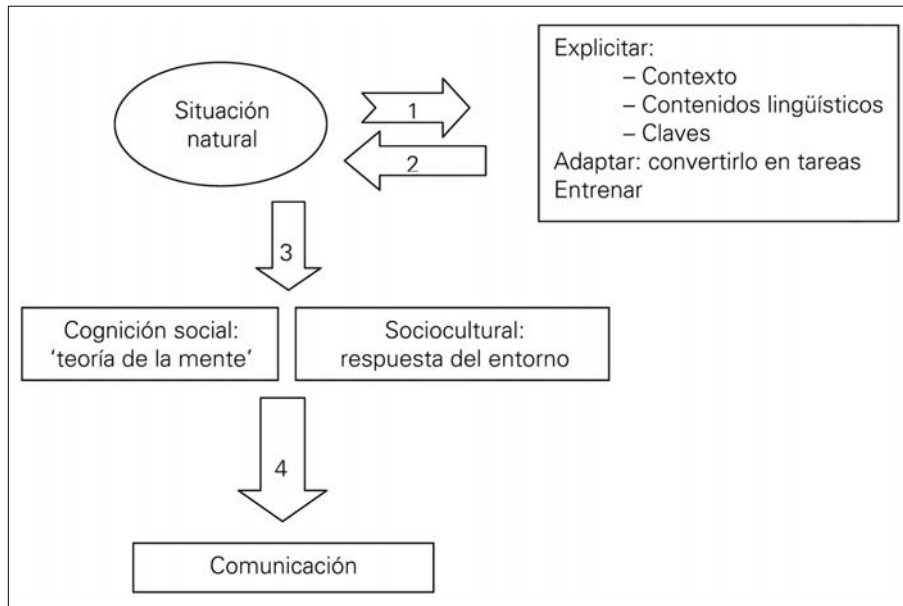 Situación
natural
1
2
Explicitar:
– Contexto
– Contenidos lingüísticos
– Claves
Adaptar: convertirlo en tareas
Entrenar
3
Cognición social:
‘teoría de la mente’
Sociocultural:
respuesta del entorno
4
Comunicación